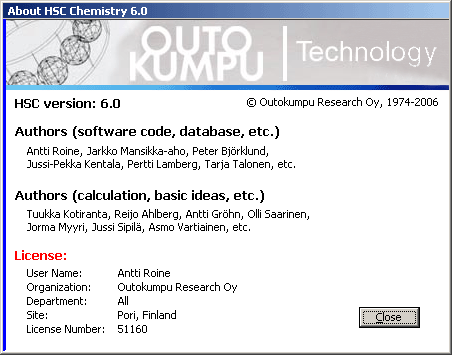 About HSC Chemistry 6.0
OUTO
KUMPU
Technology
HSC version: 6.0
© Outokumpu Research Oy, 1974-2006
Authors (software code, database, etc.)
Antti Roine, Jarkko Mansikka-aho, Peter Björklund,
Jussi-Pekka Kentala, Pertti Lamberg, Tarja Talonen, etc.
Authors (calculation, basic ideas, etc.)
Tuukka Kotiranta, Reijo Ahlberg, Antti Gröhn, Olli Saarinen,
Jorma Myyri, Jussi Sipilä, Asmo Vartiainen, etc.
License:
User Name: Antti Roine
Organization: Outokumpu Research Oy
Department: All
Site: Pori, Finland
License Number: 51160
Close